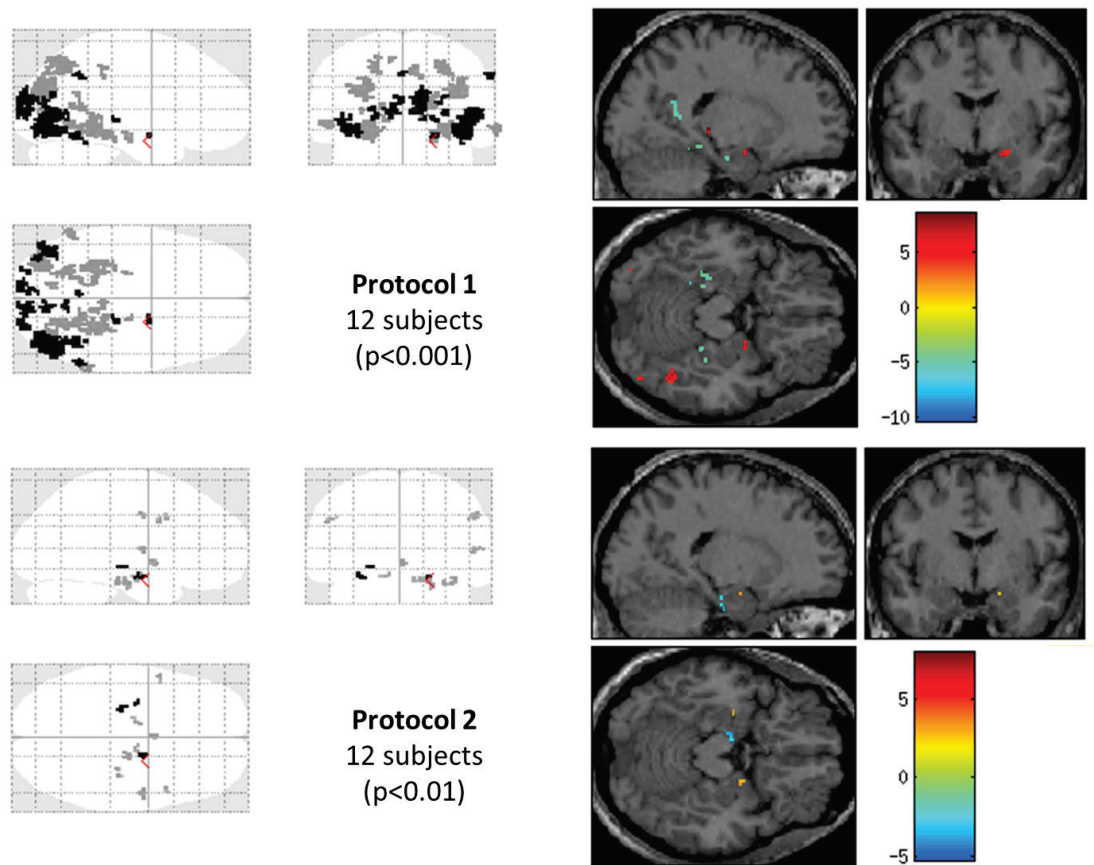 Protocol 1
12 subjects
(p<0.001)
5
0
−5
−10
Protocol 2
12 subjects
(p<0.01)
5
0
−5